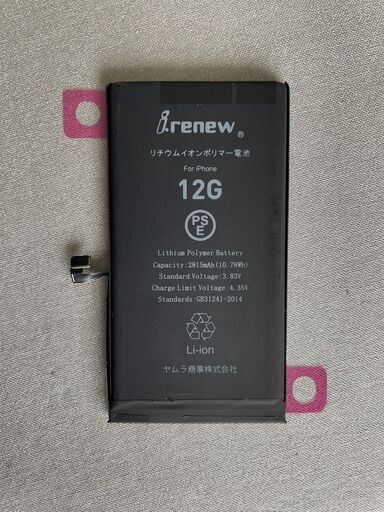 i.renew®
リチウムイオンポリマー電池
For iPhone
12G
PSE
Lithium Polymer Battery
Capacity:2815mAh(10.78Wh)
Standard Voltage:3.83V
Charge Limit Voltage:4.35V
Standards:GB31241-2014
Li-ion
ヤムラ商事株式会社